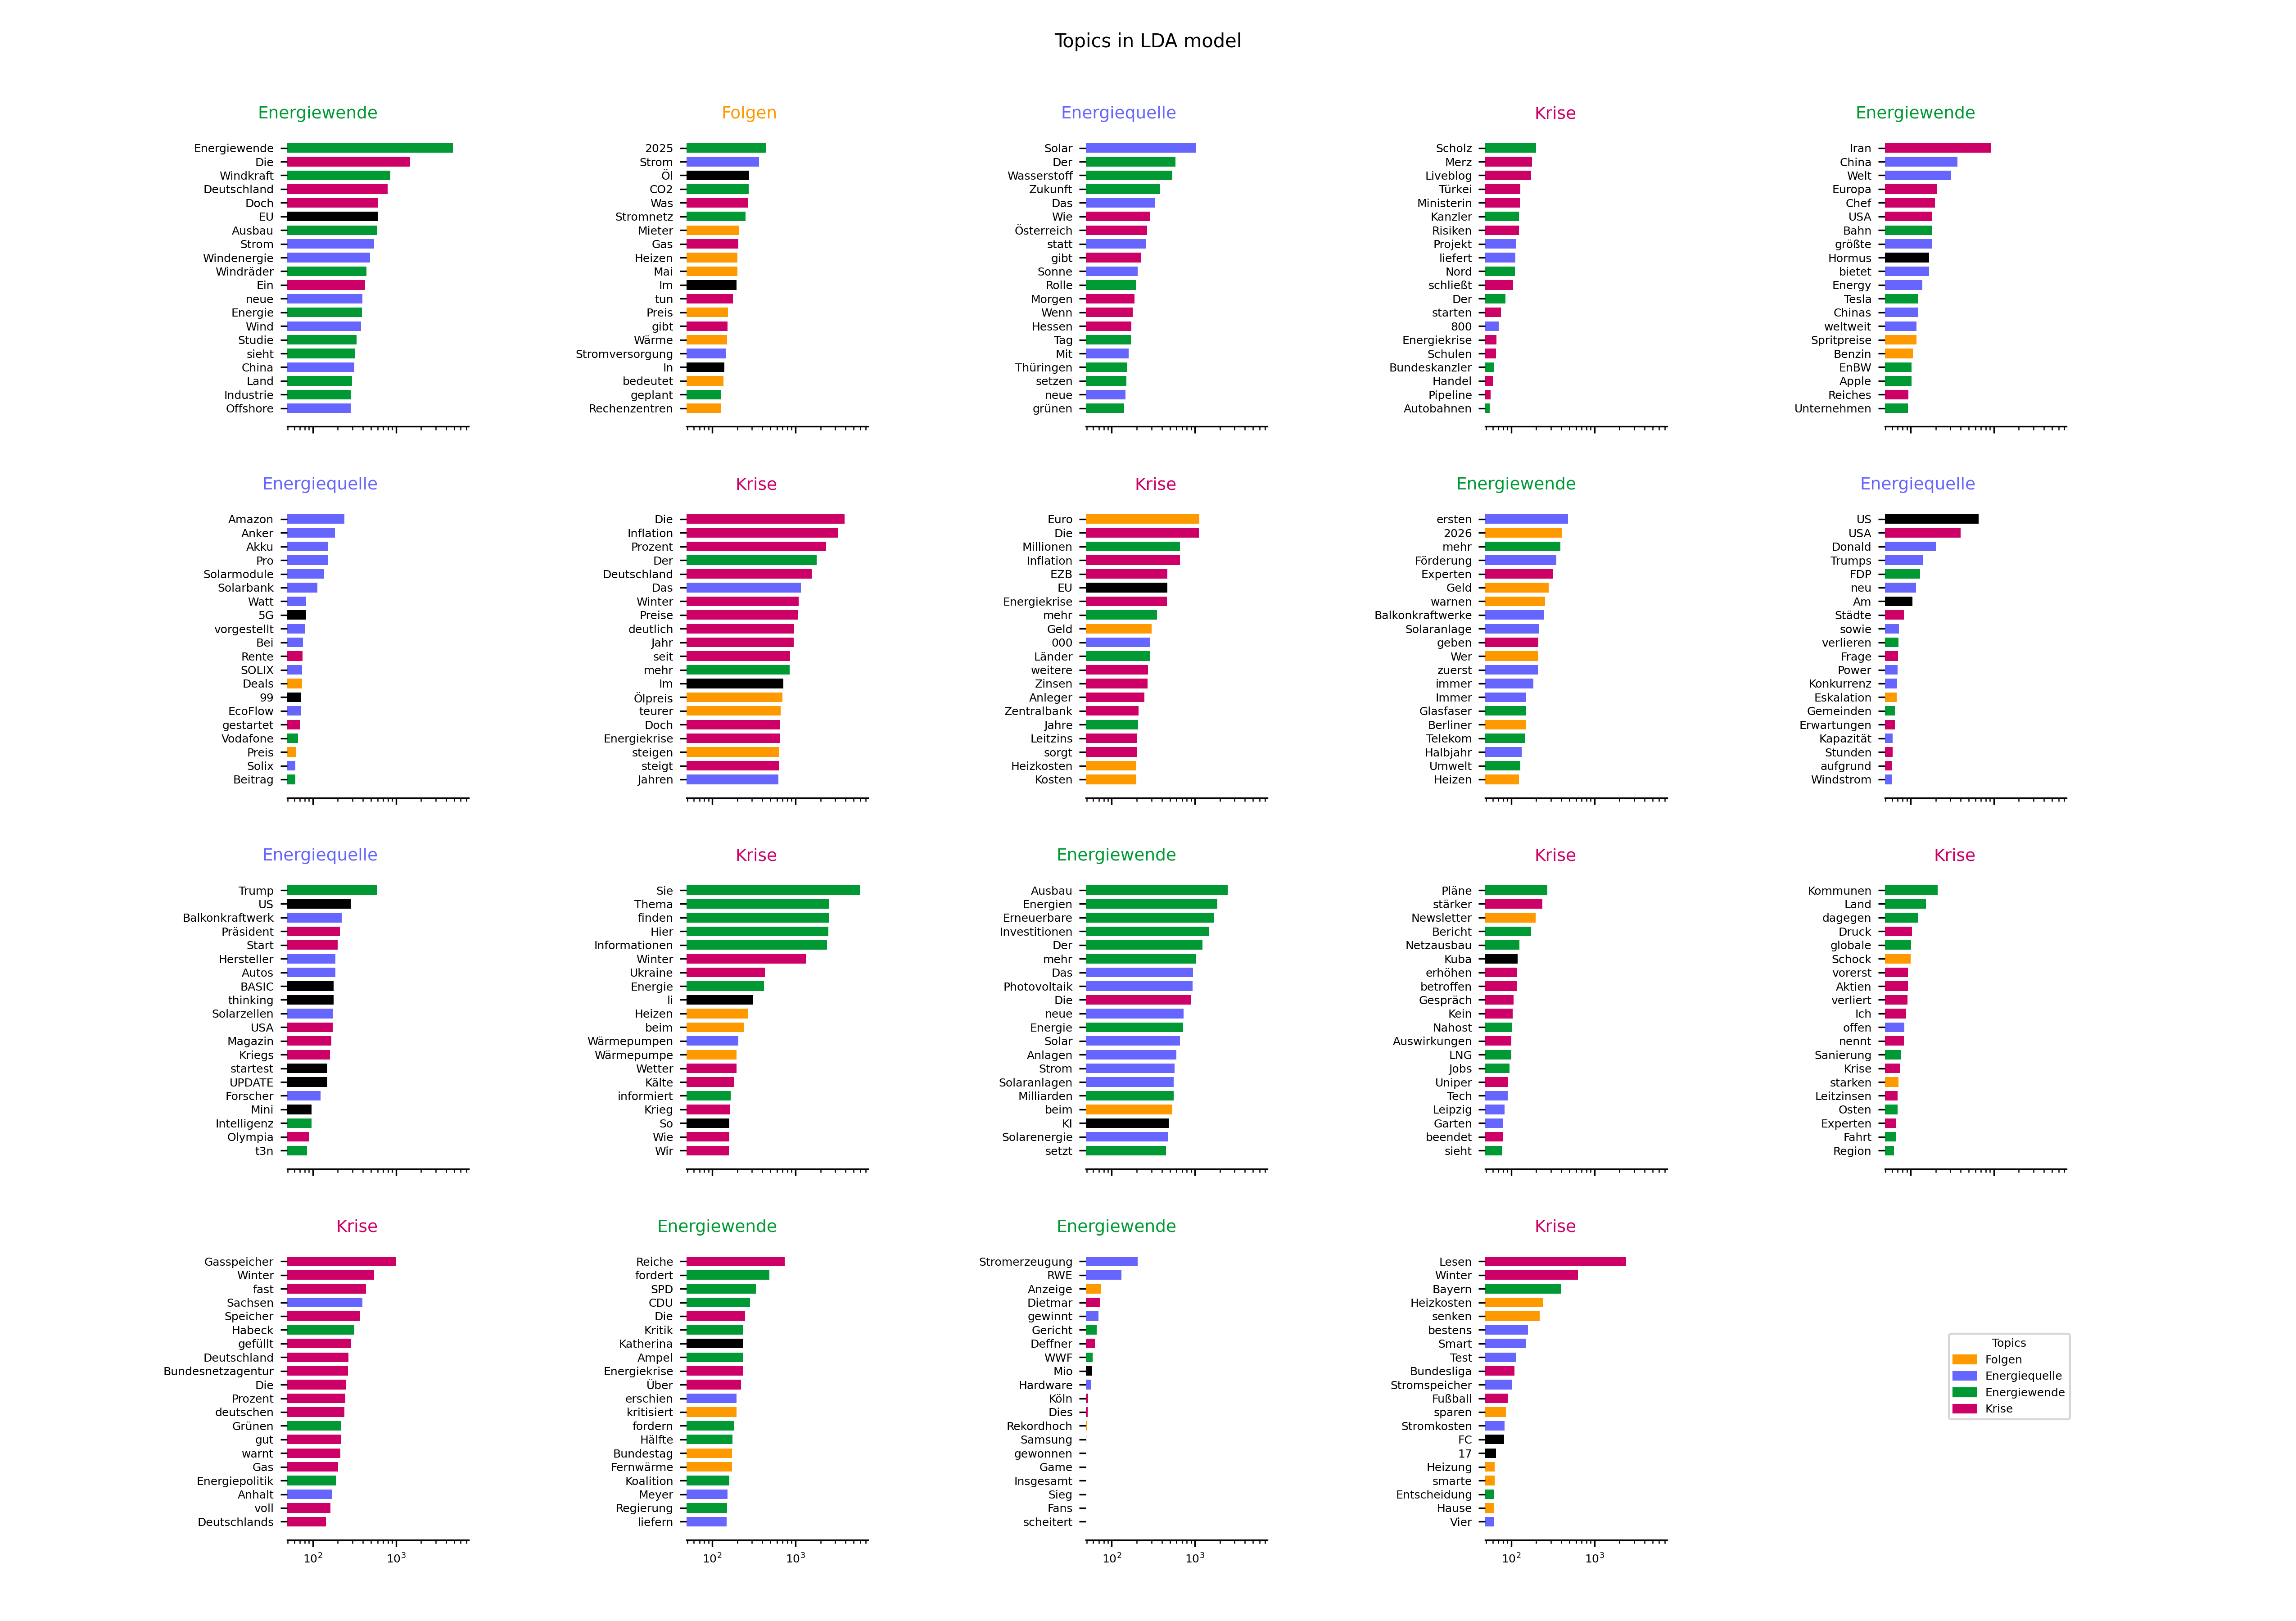 Topics in LDA model
Energiewende
Energiewende
Die
Windkraft
Deutschland
Doch
EU
Ausbau
Strom
Windenergie
Windräder
Ein
neue
Energie
Wind
Studie
sieht
China
Land
Industrie
Offshore
Folgen
2025
Strom
Öl
CO2
Was
Stromnetz
Mieter
Gas
Heizen
Mai
Im
tun
Preis
gibt
Wärme
Stromversorgung
In
bedeutet
geplant
Rechenzentren
Energiequelle
Solar
Der
Wasserstoff
Zukunft
Das
Wie
Österreich
statt
gibt
Sonne
Rolle
Morgen
Wenn
Hessen
Tag
Mit
Thüringen
setzen
neue
grünen
Krise
Scholz
Merz
Liveblog
Türkei
Ministerin
Kanzler
Risiken
Projekt
liefert
Nord
schließt
Der
starten
800
Energiekrise
Schulen
Bundeskanzler
Handel
Pipeline
Autobahnen
Energiewende
Iran
China
Welt
Europa
Chef
USA
Bahn
größte
Hormus
bietet
Energy
Tesla
Chinas
weltweit
Spritpreise
Benzin
EnBW
Apple
Reiches
Unternehmen
Energiequelle
Amazon
Anker
Akku
Pro
Solarmodule
Solarbank
Watt
5G
vorgestellt
Bei
Rente
SOLIX
Deals
99
EcoFlow
gestartet
Vodafone
Preis
Solix
Beitrag
Krise
Die
Inflation
Prozent
Der
Deutschland
Das
Winter
Preise
deutlich
Jahr
seit
mehr
Im
Ölpreis
teurer
Doch
Energiekrise
steigen
steigt
Jahren
Krise
Euro
Die
Millionen
Inflation
EZB
EU
Energiekrise
mehr
Geld
000
Länder
weitere
Zinsen
Anleger
Zentralbank
Jahre
Leitzins
sorgt
Heizkosten
Kosten
Energiewende
ersten
2026
mehr
Förderung
Experten
Geld
warnen
Balkonkraftwerke
Solaranlage
geben
Wer
zuerst
immer
Immer
Glasfaser
Berliner
Telekom
Halbjahr
Umwelt
Heizen
Energiequelle
US
USA
Donald
Trumps
FDP
neu
Am
Städte
sowie
verlieren
Frage
Power
Konkurrenz
Eskalation
Gemeinden
Erwartungen
Kapazität
Stunden
aufgrund
Windstrom
Energiequelle
Trump
US
Balkonkraftwerk
Präsident
Start
Hersteller
Autos
BASIC
thinking
Solarzellen
USA
Magazin
Kriegs
startest
UPDATE
Forscher
Mini
Intelligenz
Olympia
t3n
Krise
Sie
Thema
finden
Hier
Informationen
Winter
Ukraine
Energie
li
Heizen
beim
Wärmepumpen
Wärmepumpe
Wetter
Kälte
informiert
Krieg
So
Wie
Wir
Energiewende
Ausbau
Energien
Erneuerbare
Investitionen
Der
mehr
Das
Photovoltaik
Die
neue
Energie
Solar
Anlagen
Strom
Solaranlagen
Milliarden
beim
KI
Solarenergie
setzt
Krise
Pläne
stärker
Newsletter
Bericht
Netzausbau
Kuba
erhöhen
betroffen
Gespräch
Kein
Nahost
Auswirkungen
LNG
Jobs
Uniper
Tech
Leipzig
Garten
beendet
sieht
Krise
Kommunen
Land
dagegen
Druck
globale
Schock
vorerst
Aktien
verliert
Ich
offen
nennt
Sanierung
Krise
starken
Leitzinsen
Osten
Experten
Fahrt
Region
Krise
Gasspeicher
Winter
fast
Sachsen
Speicher
Habeck
gefüllt
Deutschland
Bundesnetzagentur
Die
Prozent
deutschen
Grünen
gut
warnt
Gas
Energiepolitik
Anhalt
voll
Deutschlands
10² 10³
Energiewende
Reiche
fordert
SPD
CDU
Die
Kritik
Katherina
Ampel
Energiekrise
Über
erschien
kritisiert
fordern
Hälfte
Bundestag
Fernwärme
Koalition
Meyer
Regierung
liefern
10² 10³
Energiewende
Stromerzeugung
RWE
Anzeige
Dietmar
gewinnt
Gericht
Deffner
WWF
Mio
Hardware
Köln
Dies
Rekordhoch
Samsung
gewonnen
Game
Insgesamt
Sieg
Fans
scheitert
10² 10³
Krise
Lesen
Winter
Bayern
Heizkosten
senken
bestens
Smart
Test
Bundesliga
Stromspeicher
Fußball
sparen
Stromkosten
FC
17
Heizung
smarte
Entscheidung
Hause
Vier
10² 10³
Topics
Folgen
Energiequelle
Energiewende
Krise